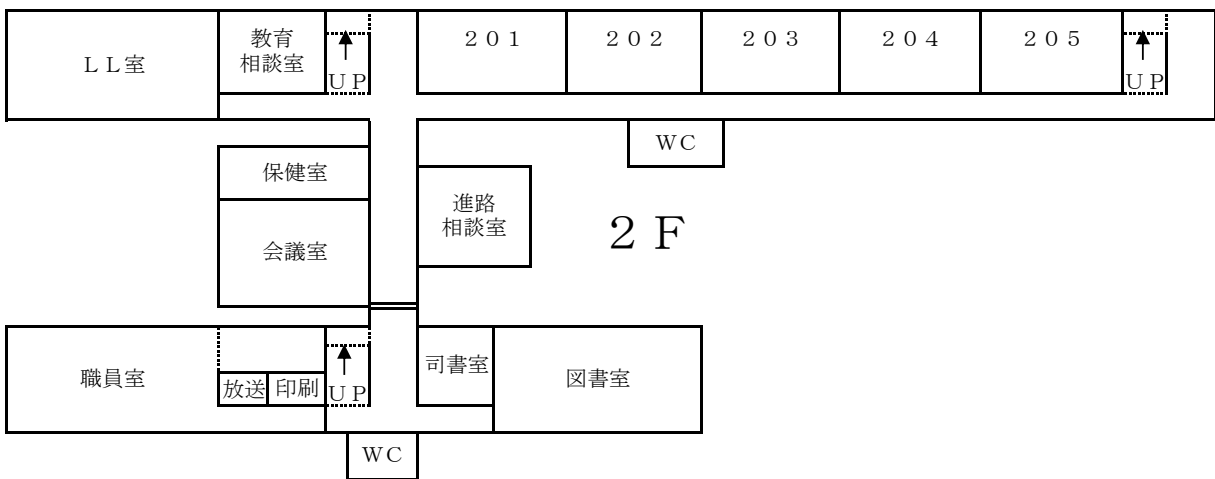 ＬＬ室
教育
相談室
ＵＰ
２０１
２０２
２０３
２０４
２０５
ＵＰ
ＷＣ
保健室
進路
相談室
２Ｆ
会議室
職員室
放送
印刷
ＵＰ
司書室
図書室
ＷＣ